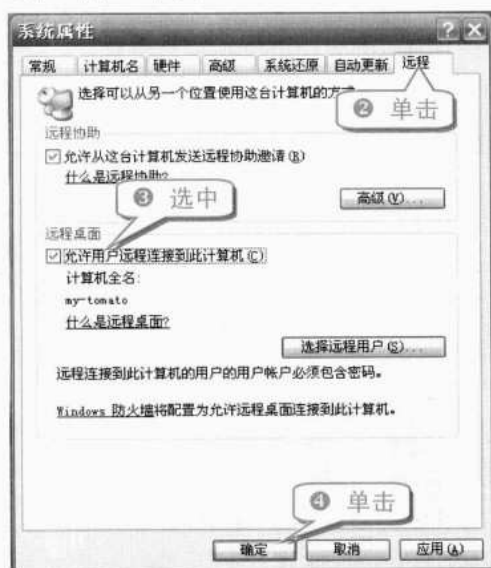 系统属性
常规 计算机名 硬件 高级 系统还原 自动更新 远程
选择可以从另一个位置使用这台计算机的方式
❷ 单击
远程协助
允许从这台计算机发送远程协助邀请(R)
什么是远程协助?
❸ 选中
高级(V)...
远程桌面
允许用户远程连接到此计算机(C)
计算机全名:
my-tomato
什么是远程桌面?
选择远程用户(S)...
远程连接到此计算机的用户的用户帐户必须包含密码。
Windows 防火墙将配置为允许远程桌面连接到此计算机。
❹ 单击
确定 取消 应用(A)